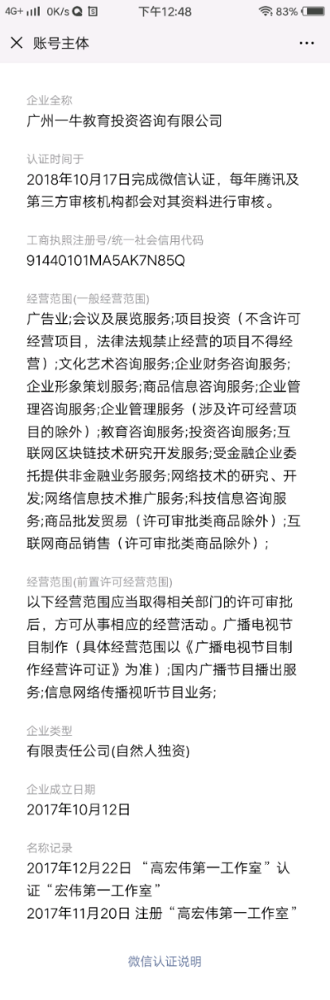 4G+ 0K/s 下午12:48 83%
账号主体
企业全称
广州一牛教育投资咨询有限公司
认证时间于
2018年10月17日完成微信认证，每年腾讯及
第三方审核机构都会对其资料进行审核。
工商执照注册号/统一社会信用代码
91440101MA5AK7N85Q
经营范围(一般经营范围)
广告业;会议及展览服务;项目投资（不含许可
经营项目，法律法规禁止经营的项目不得经
营）;文化艺术咨询服务;企业财务咨询服务;
企业形象策划服务;商品信息咨询服务;企业管
理咨询服务;企业管理服务（涉及许可经营项
目的除外）;教育咨询服务;投资咨询服务;互
联网区块链技术研究开发服务;受金融企业委
托提供非金融业务服务;网络技术的研究、开
发;网络信息技术推广服务;科技信息咨询服
务;商品批发贸易（许可审批类商品除外）;互
联网商品销售（许可审批类商品除外）;
经营范围(前置许可经营范围)
以下经营范围应当取得相关部门的许可审批
后，方可从事相应的经营活动。广播电视节
目制作（具体经营范围以《广播电视节目制
作经营许可证》为准）;国内广播节目播出服
务;信息网络传播视听节目业务;
企业类型
有限责任公司(自然人独资)
企业成立日期
2017年10月12日
名称记录
2017年12月22日 “高宏伟第一工作室”认
证“宏伟第一工作室”
2017年11月20日 注册“高宏伟第一工作室”
微信认证说明